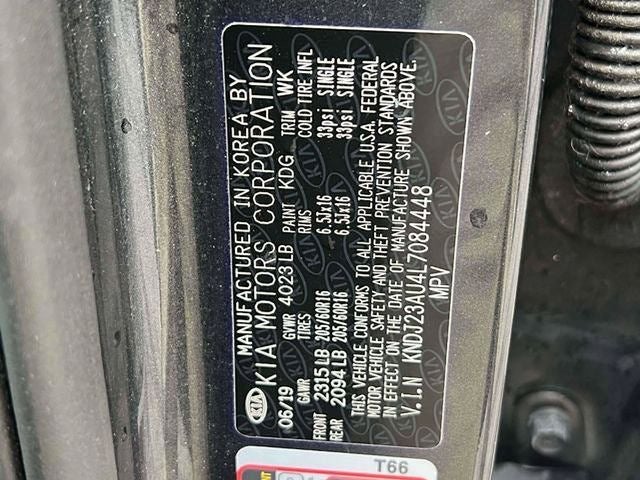 MANUFACTURED IN KOREA BY
KIA MOTORS CORPORATION
06/19 GVWR 4023LB PAINT KDG TRIM WK
GAWR TIRES RIMS COLD TIRE INFL
FRONT 2315 LB 205/60R16 6.5Jx16 33psi SINGLE
REAR 2094 LB 205/60R16 6.5Jx16 33psi SINGLE
THIS VEHICLE CONFORMS TO ALL APPLICABLE U.S.A. FEDERAL
MOTOR VEHICLE SAFETY AND THEFT PREVENTION STANDARDS
IN EFFECT ON THE DATE OF MANUFACTURE SHOWN ABOVE.
V.I.N KNDJ23AU4L7084448
MPV
KIA
T66